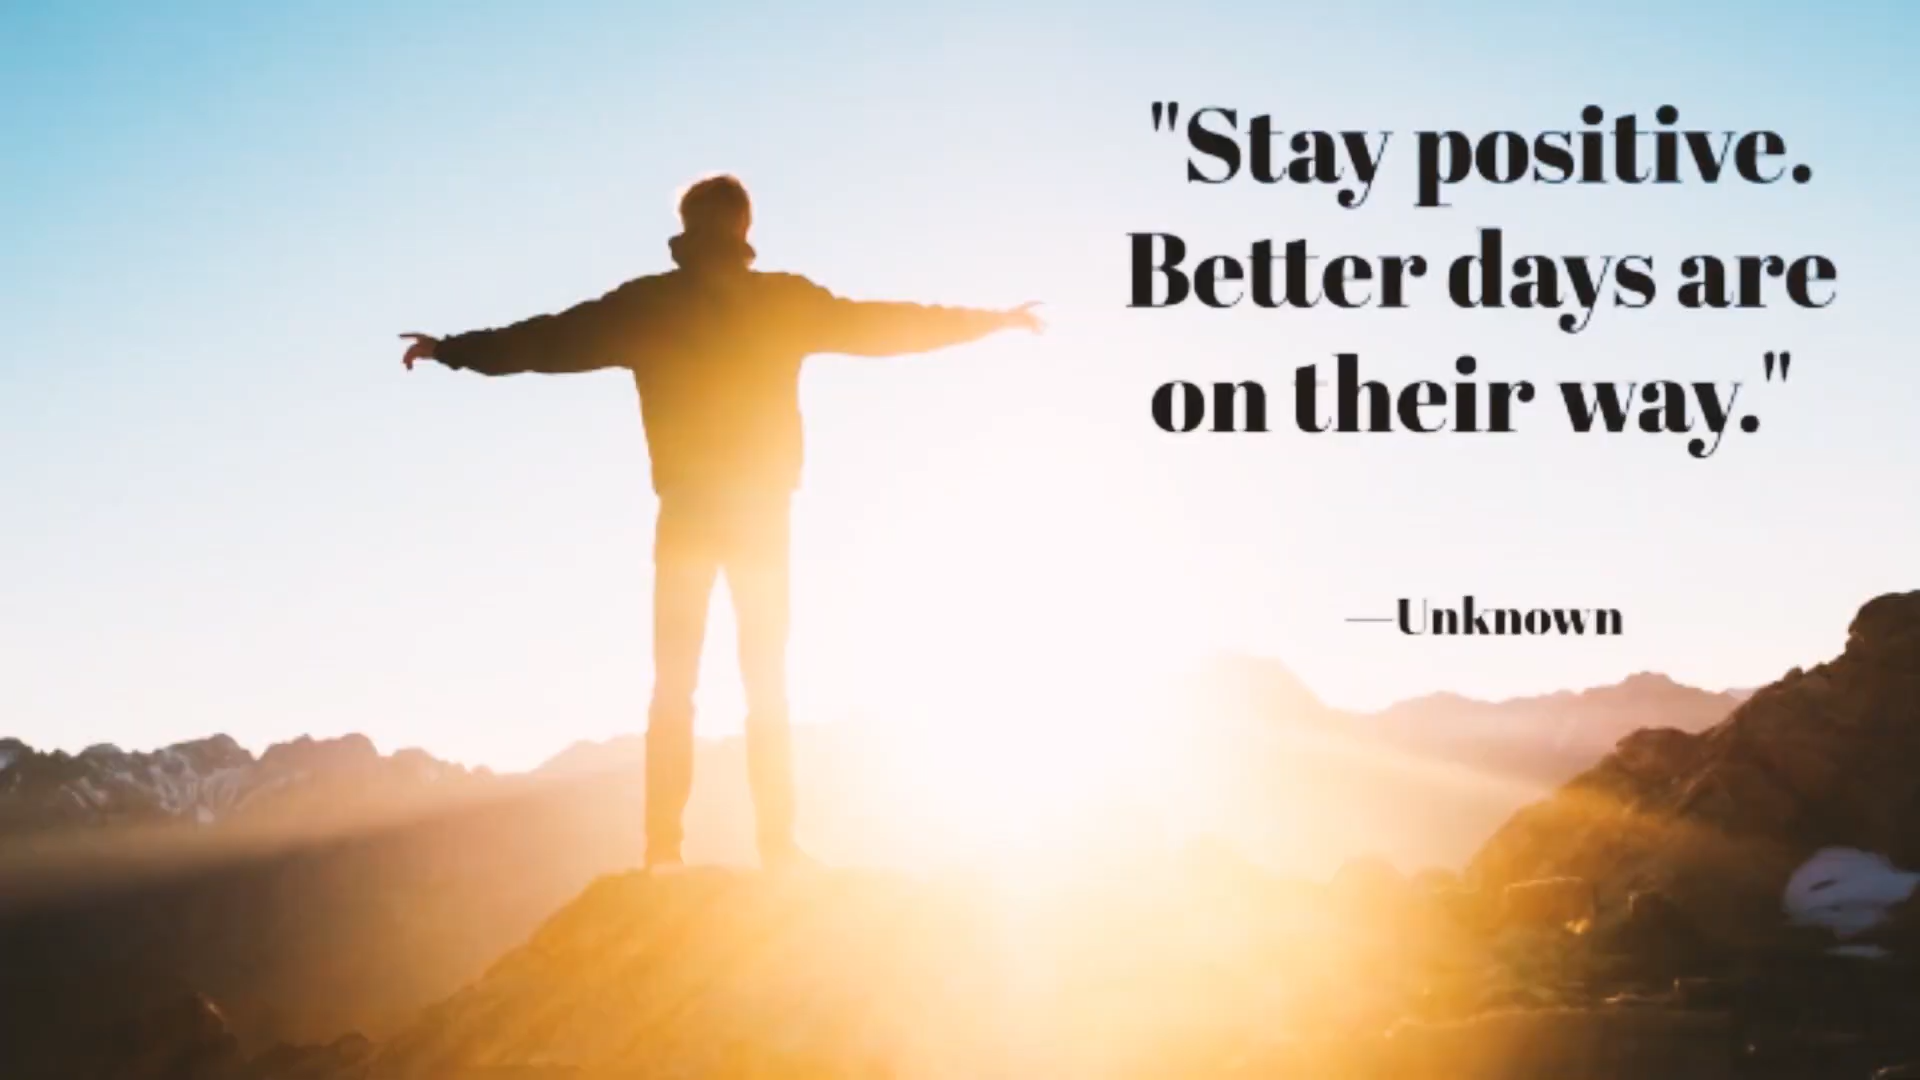 "Stay positive.
Better days are
on their way."
—Unknown